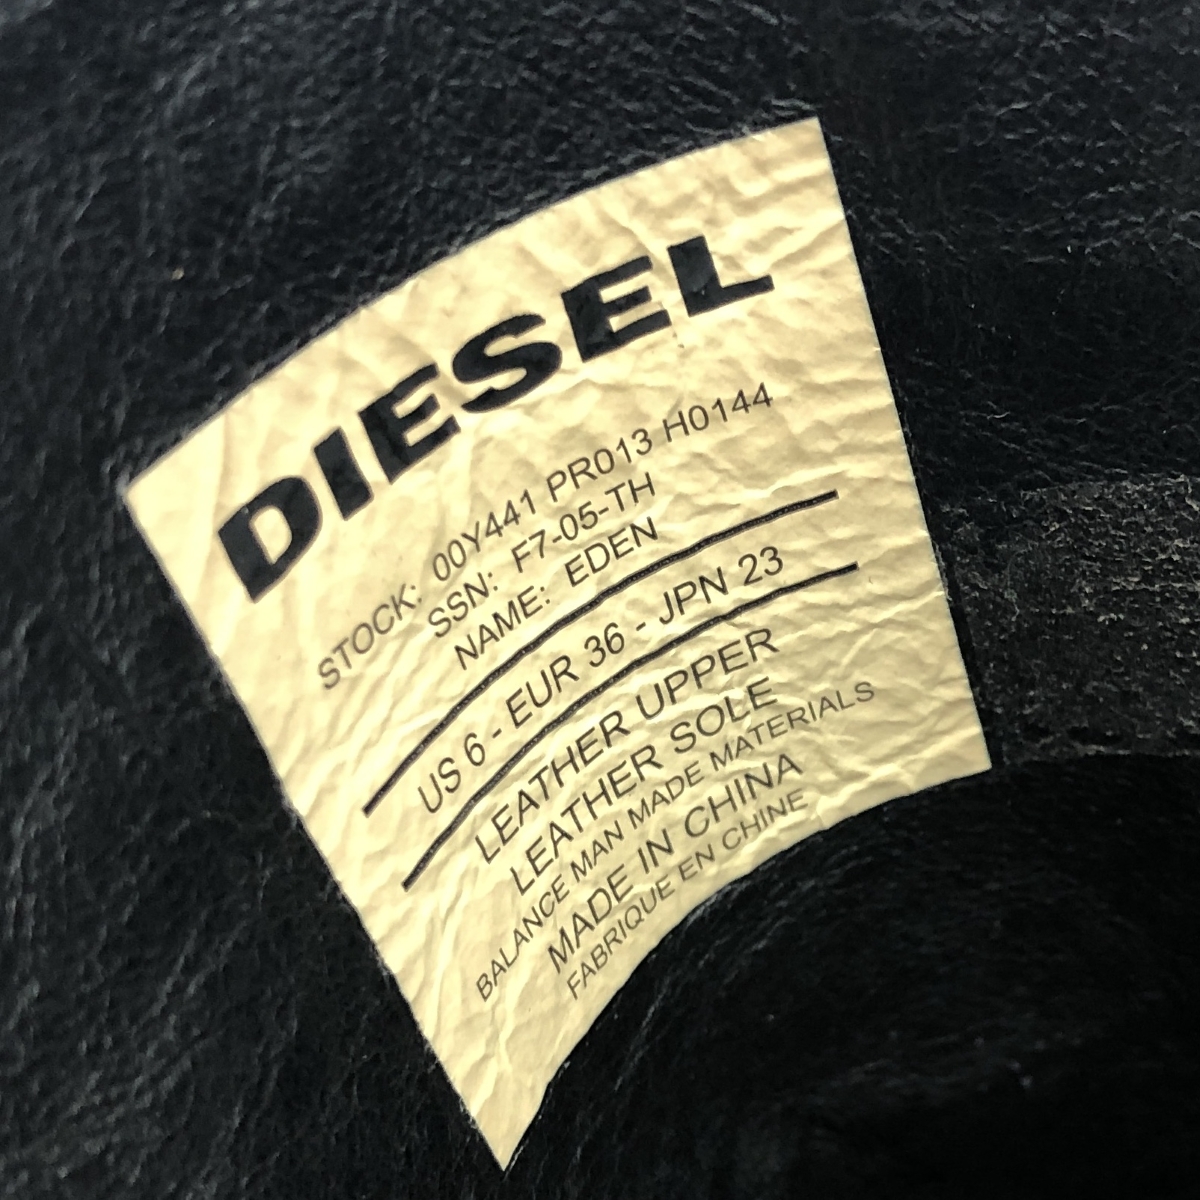 DIESEL
STOCK: 00Y441 PR013 H0144
SSN: F7-05-TH
NAME: EDEN
US 6 - EUR 36 - JPN 23
LEATHER UPPER
LEATHER SOLE
BALANCE MAN MADE MATERIALS
MADE IN CHINA
FABRIQUE EN CHINE